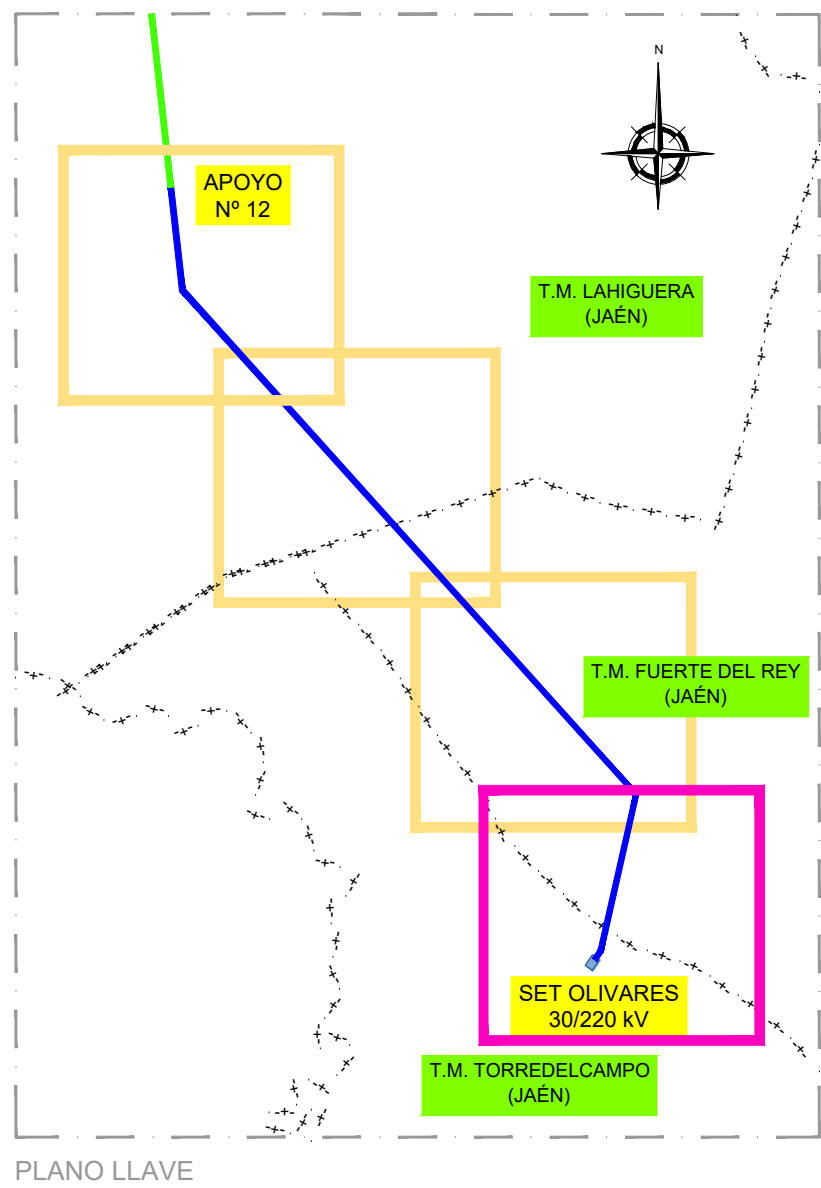 N
APOYO
Nº 12
T.M. LAHIGUERA
(JAÉN)
T.M. FUERTE DEL REY
(JAÉN)
SET OLIVARES
30/220 kV
T.M. TORREDELCAMPO
(JAÉN)
PLANO LLAVE